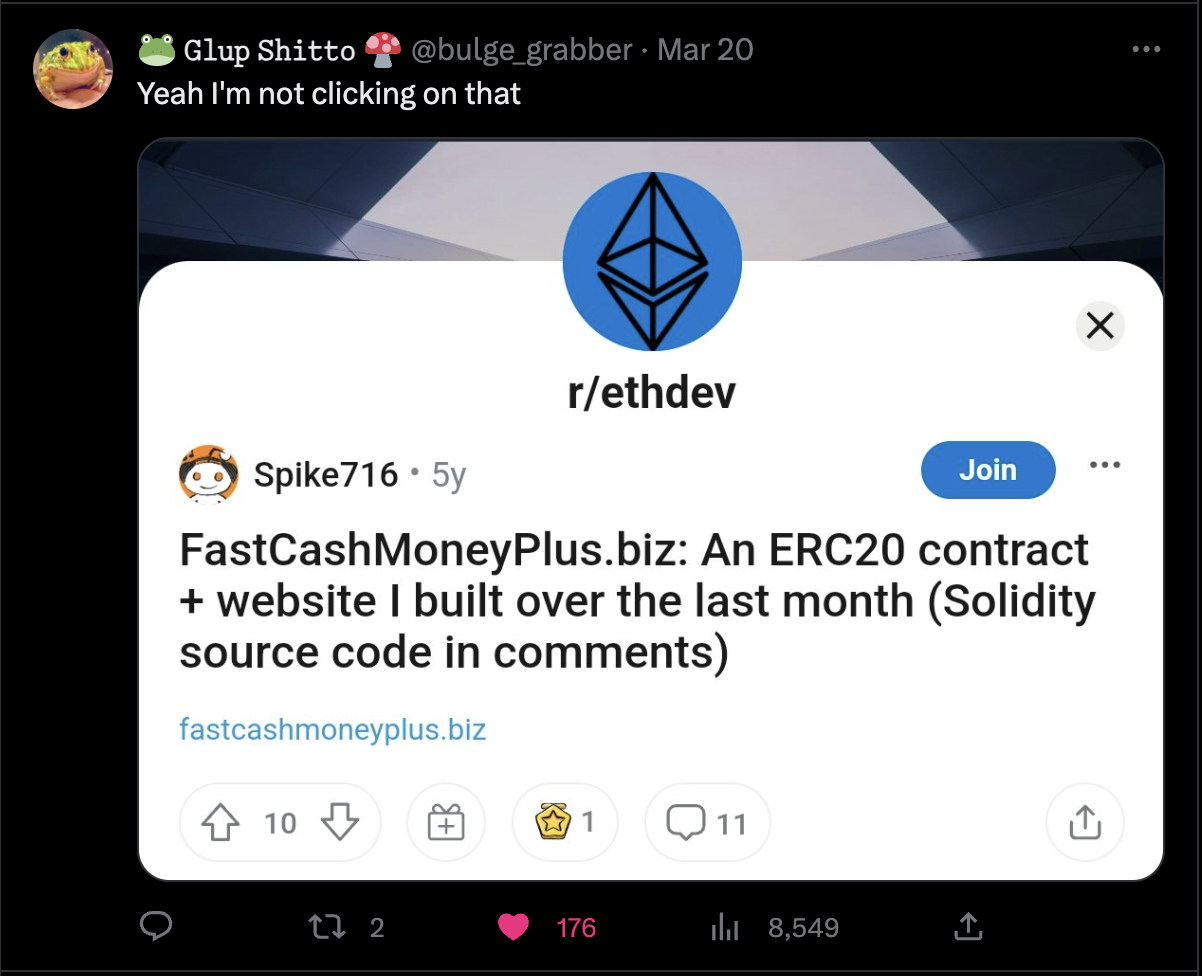 🐸 Glup Shitto 🍄 @bulge_grabber · Mar 20
Yeah I'm not clicking on that
r/ethdev
Spike716 • 5y
Join
FastCashMoneyPlus.biz: An ERC20 contract
+ website I built over the last month (Solidity
source code in comments)
fastcashmoneyplus.biz
10
1
11
2
176
8,549